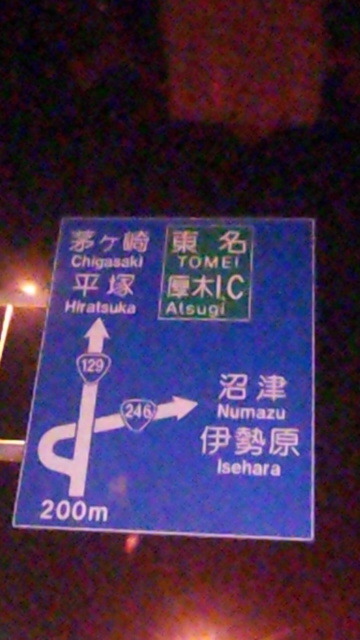 茅ヶ崎
Chigasaki
平塚
Hiratsuka
東名
TOMEI
厚木IC
Atsugi
129
246
沼津
Numazu
伊勢原
Isehara
200m